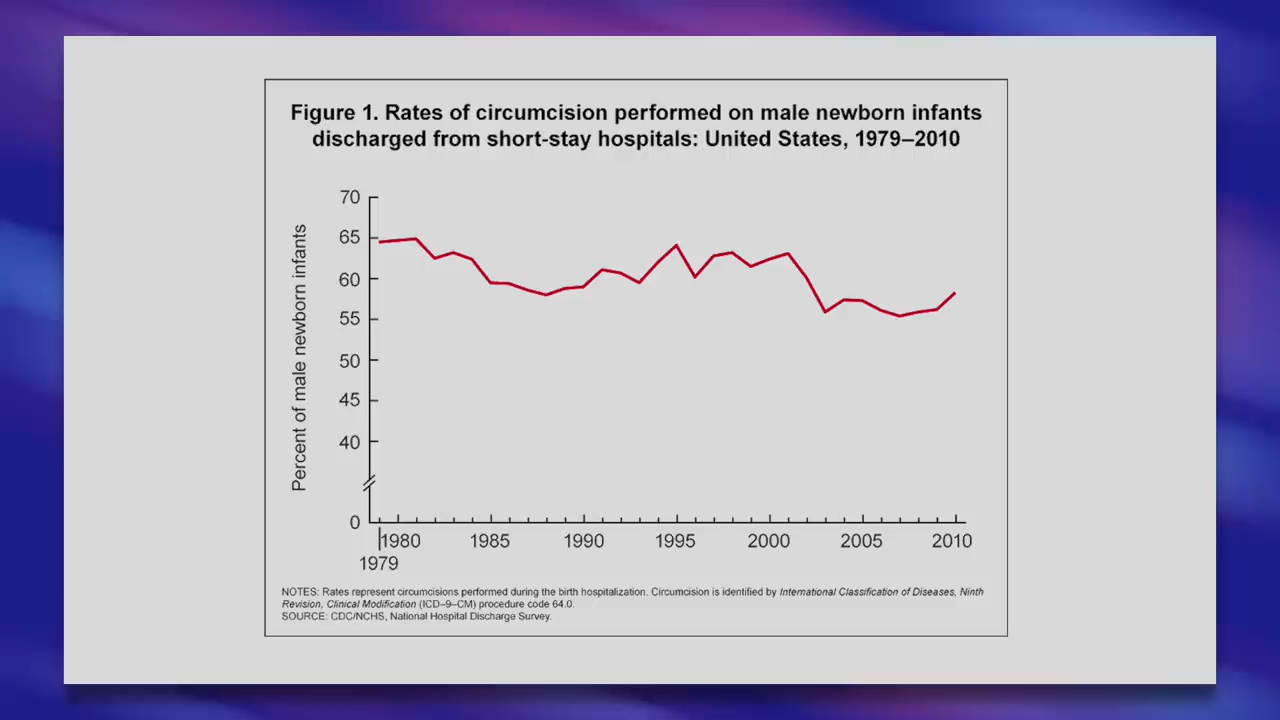 Figure 1. Rates of circumcision performed on male newborn infants
discharged from short-stay hospitals: United States, 1979–2010
Percent of male newborn infants
70
65
60
55
50
45
40
0
1980 1985 1990 1995 2000 2005 2010
1979
NOTES: Rates represent circumcisions performed during the birth hospitalization. Circumcision is identified by International Classification of Diseases, Ninth
Revision, Clinical Modification (ICD–9–CM) procedure code 64.0.
SOURCE: CDC/NCHS, National Hospital Discharge Survey.